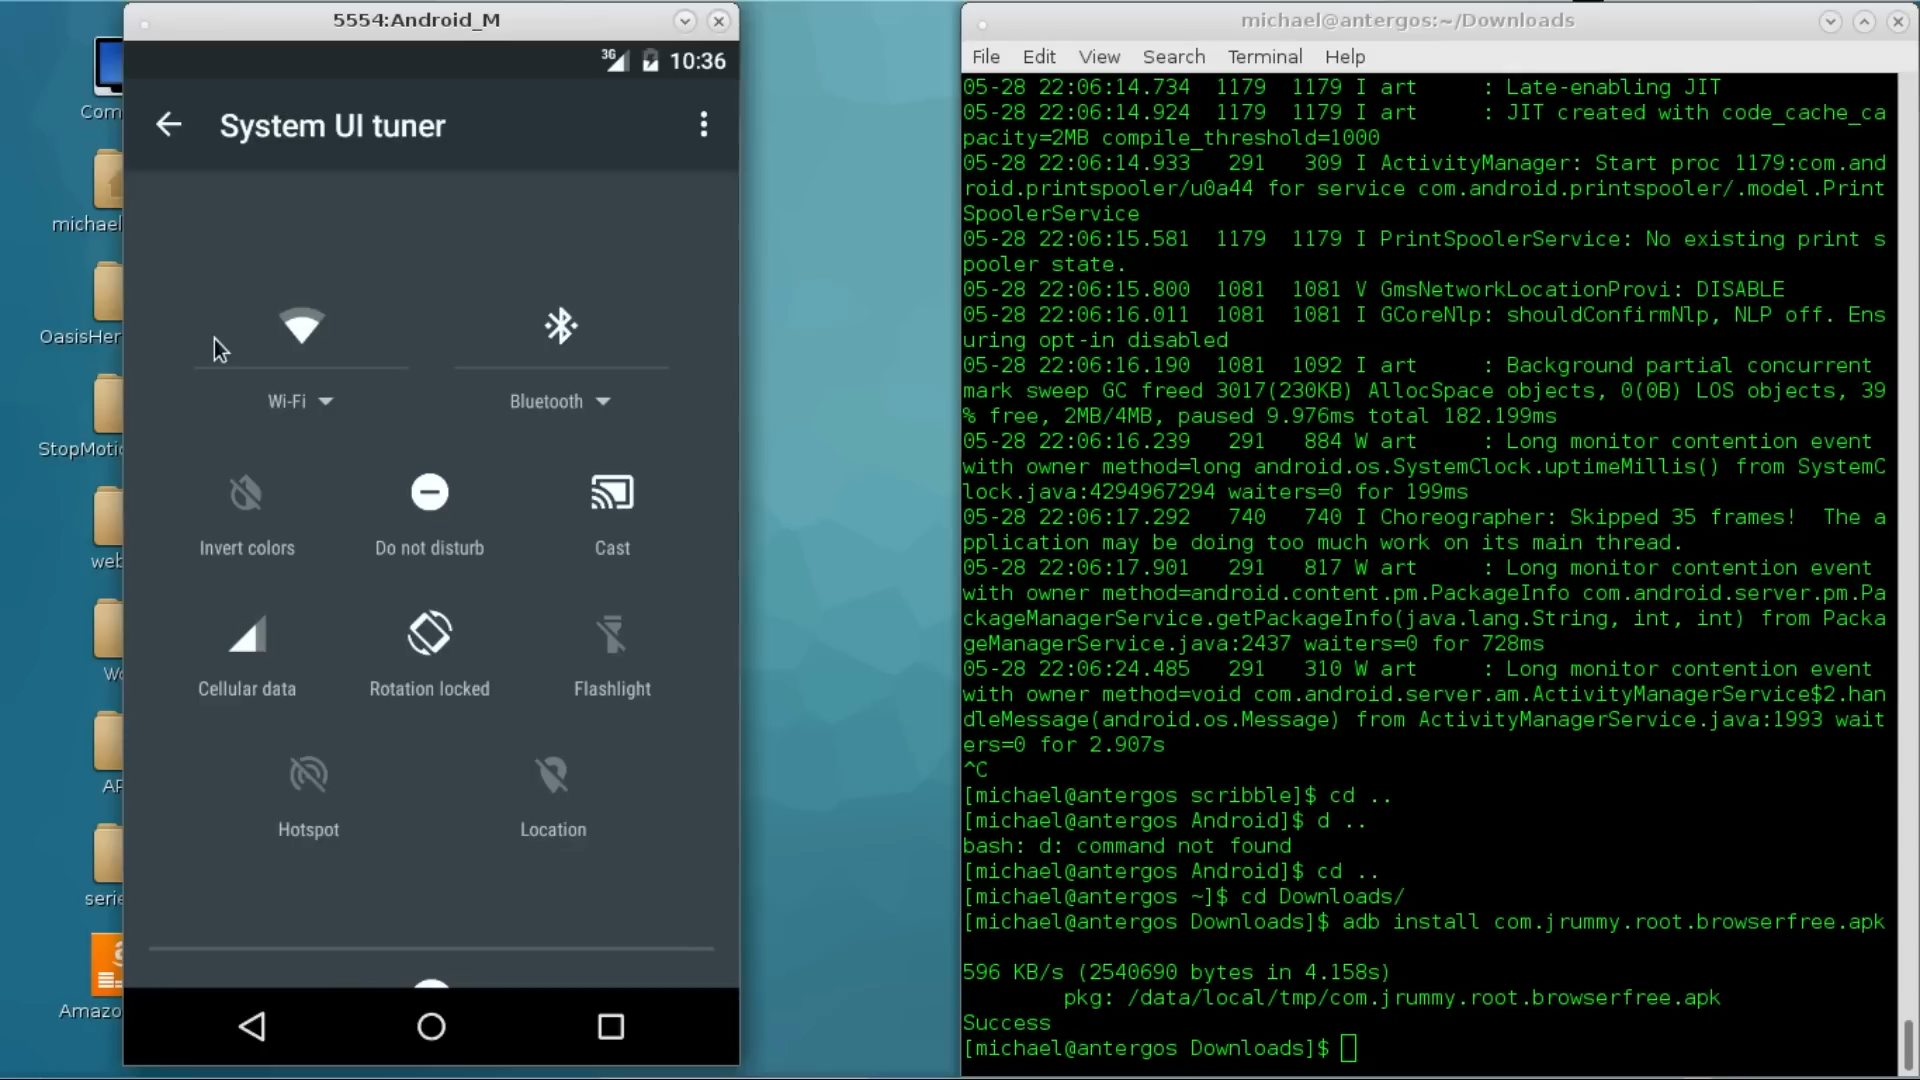 5554:Android_M
3G
10:36
System UI tuner
Wi-Fi
Bluetooth
Invert colors
Do not disturb
Cast
Cellular data
Rotation locked
Flashlight
Hotspot
Location
Com
michael
OasisHer
StopMotio
web
Wo
AP
serie
Amazo
michael@antergos:~/Downloads
File Edit View Search Terminal Help
05-28 22:06:14.734  1179  1179 I art     : Late-enabling JIT
05-28 22:06:14.924  1179  1179 I art     : JIT created with code_cache_ca
pacity=2MB compile_threshold=1000
05-28 22:06:14.933   291   309 I ActivityManager: Start proc 1179:com.and
roid.printspooler/u0a44 for service com.android.printspooler/.model.Print
SpoolerService
05-28 22:06:15.581  1179  1179 I PrintSpoolerService: No existing print s
pooler state.
05-28 22:06:15.800  1081  1081 V GmsNetworkLocationProvi: DISABLE
05-28 22:06:16.011  1081  1081 I GCoreNlp: shouldConfirmNlp, NLP off. Ens
uring opt-in disabled
05-28 22:06:16.190  1081  1092 I art     : Background partial concurrent
mark sweep GC freed 3017(230KB) AllocSpace objects, 0(0B) LOS objects, 39
% free, 2MB/4MB, paused 9.976ms total 182.199ms
05-28 22:06:16.239   291   884 W art     : Long monitor contention event
with owner method=long android.os.SystemClock.uptimeMillis() from SystemC
lock.java:4294967294 waiters=0 for 199ms
05-28 22:06:17.292   740   740 I Choreographer: Skipped 35 frames!  The a
pplication may be doing too much work on its main thread.
05-28 22:06:17.901   291   817 W art     : Long monitor contention event
with owner method=android.content.pm.PackageInfo com.android.server.pm.Pa
ckageManagerService.getPackageInfo(java.lang.String, int, int) from Packa
geManagerService.java:2437 waiters=0 for 728ms
05-28 22:06:24.485   291   310 W art     : Long monitor contention event
with owner method=void com.android.server.am.ActivityManagerService$2.han
dleMessage(android.os.Message) from ActivityManagerService.java:1993 wait
ers=0 for 2.907s
^C
[michael@antergos scribble]$ cd ..
[michael@antergos Android]$ d ..
bash: d: command not found
[michael@antergos Android]$ cd ..
[michael@antergos ~]$ cd Downloads/
[michael@antergos Downloads]$ adb install com.jrummy.root.browserfree.apk
596 KB/s (2540690 bytes in 4.158s)
pkg: /data/local/tmp/com.jrummy.root.browserfree.apk
Success
[michael@antergos Downloads]$